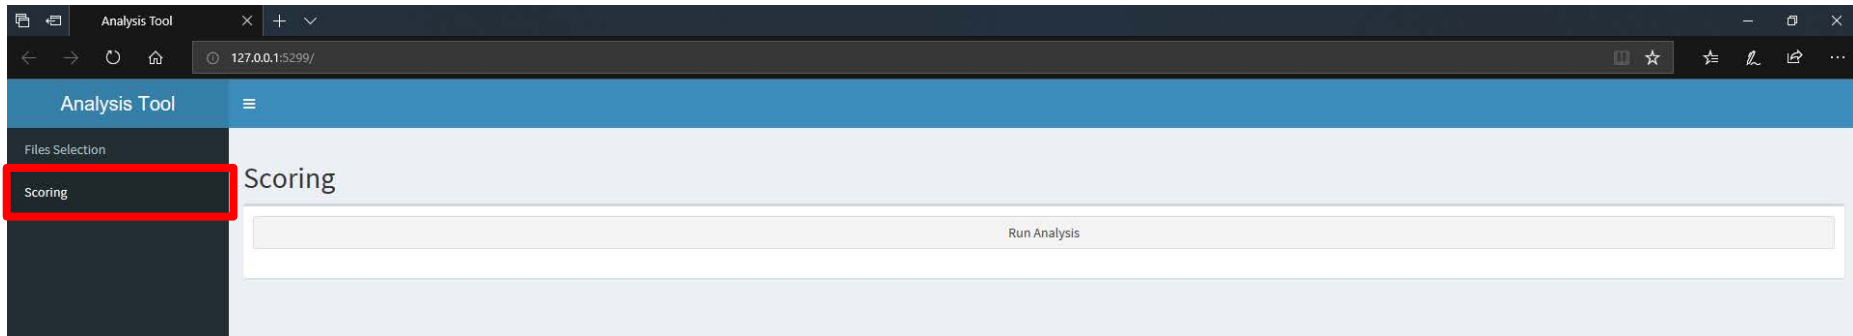 Analysis Tool
127.0.0.1:5299/
Analysis Tool
Files Selection
Scoring
Scoring
Run Analysis